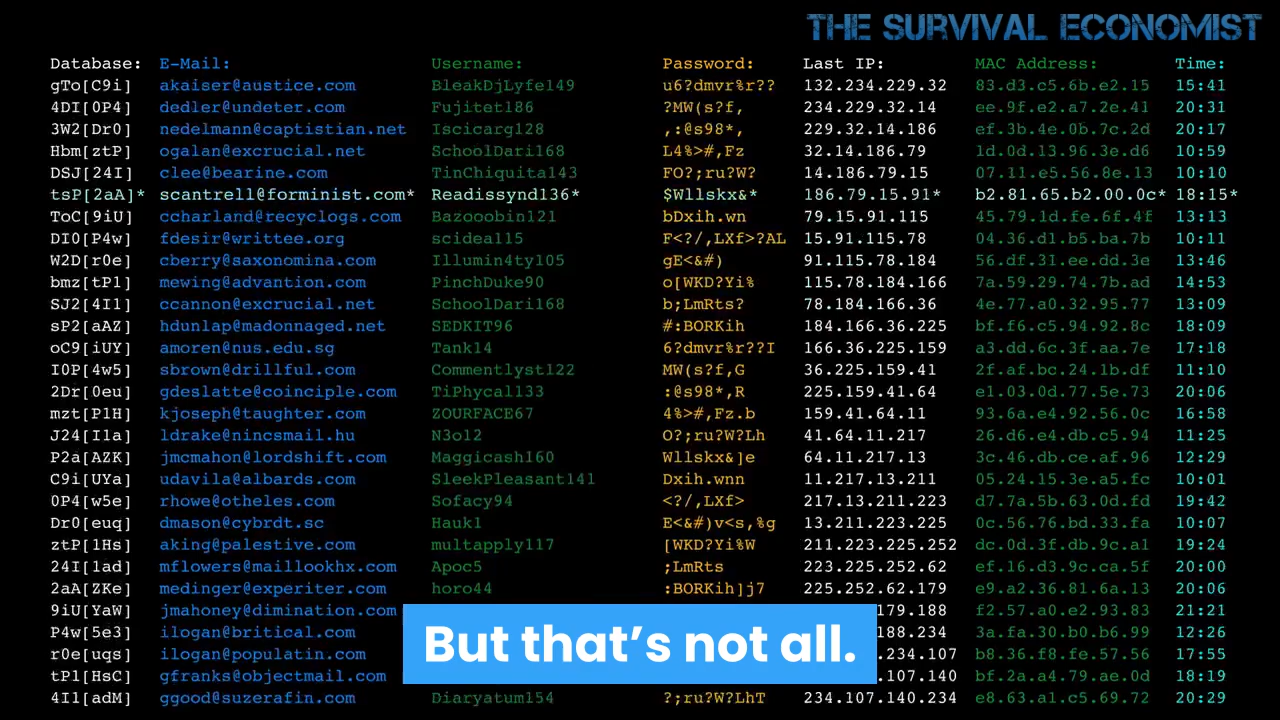 THE SURVIVAL ECONOMIST
Database: E-Mail: Username: Password: Last IP: MAC Address: Time:
gTo[C9i] akaiser@austice.com BleakDjLyfe149 u6?dmvr%r?? 132.234.229.32 83.d3.c5.6b.e2.15 15:41
4DI[0P4] dedler@undeter.com Fujitet186 ?MW(s?f, 234.229.32.14 ee.9f.e2.a7.2e.41 20:31
3W2[Dr0] nedelmann@captistian.net Iscicarg128 ,:@s98*, 229.32.14.186 ef.3b.4e.0b.7c.2d 20:17
Hbm[ztP] ogalan@excrucial.net SchoolDari168 L4%>#,Fz 32.14.186.79 1d.0d.13.96.3e.d6 10:59
DSJ[24I] clee@bearine.com TinChiquita143 FO?;ru?W? 14.186.79.15 07.11.e5.56.8e.13 10:10
tsP[2aA]* scantrell@forminist.com* Readissynd136* $Wllskx&* 186.79.15.91* b2.81.65.b2.00.0c* 18:15*
ToC[9iU] ccharland@recyclogs.com Bazooobin121 bDxih.wn 79.15.91.115 45.79.1d.fe.6f.4f 13:13
DI0[P4w] fdesir@writtee.org scidea115 F<?/,LXf>?AL 15.91.115.78 04.36.d1.b5.ba.7b 10:11
W2D[r0e] cberry@saxonomina.com Illumin4ty105 gE<&#) 91.115.78.184 56.df.31.ee.dd.3e 13:46
bmz[tPl] mewing@advantion.com PinchDuke90 o[WKD?Yi% 115.78.184.166 7a.59.29.74.7b.ad 14:53
SJ2[4I1] ccannon@excrucial.net SchoolDari168 b;LmRts? 78.184.166.36 4e.77.a0.32.95.77 13:09
sP2[aAZ] hdunlap@madonnaged.net SEDKIT96 #:BORKih 184.166.36.225 bf.f6.c5.94.92.8c 18:09
oC9[iUY] amoren@nus.edu.sg Tank14 6?dmvr%r??I 166.36.225.159 a3.dd.6c.3f.aa.7e 17:18
I0P[4w5] sbrown@drillful.com Commentlyst122 MW(s?f,G 36.225.159.41 2f.af.bc.24.1b.df 11:10
2Dr[0eu] gdeslatte@coinciple.com TiPhycal133 :@s98*,R 225.159.41.64 e1.03.0d.77.5e.73 20:06
mzt[P1H] kjoseph@taughter.com ZOURFACE67 4%>#,Fz.b 159.41.64.11 93.6a.e4.92.56.0c 16:58
J24[I1a] ldrake@nincsmail.hu N3ol2 O?;ru?W?Lh 41.64.11.217 26.d6.e4.db.c5.94 11:25
P2a[AZK] jmcmahon@lordshift.com Maggicash160 Wllskx&]e 64.11.217.13 3c.46.db.ce.af.96 12:29
C9i[UYa] udavila@albards.com SleekPleasant141 Dxih.wnn 11.217.13.211 05.24.15.3e.a5.fc 10:01
0P4[w5e] rhowe@otheles.com Sofacy94 <?/,LXf> 217.13.211.223 d7.7a.5b.63.0d.fd 19:42
Dr0[euq] dmason@cybrdt.sc Hauk1 E<&#)v<s,%g 13.211.223.225 0c.56.76.bd.33.fa 10:07
ztP[1Hs] aking@palestive.com multapply117 [WKD?Yi%W 211.223.225.252 dc.0d.3f.db.9c.a1 19:24
24I[1ad] mflowers@maillookhx.com Apoc5 ;LmRts 223.225.252.62 ef.16.d3.9c.ca.5f 20:00
2aA[ZKe] medinger@experiter.com horo44 :BORKih]j7 225.252.62.179 e9.a2.36.81.6a.13 20:06
9iU[YaW] jmahoney@dimination.com 179.188 f2.57.a0.e2.93.83 21:21
P4w[5e3] ilogan@britical.com 188.234 3a.fa.30.b0.b6.99 12:26
But that’s not all.
r0e[uqs] ilogan@populatin.com .234.107 b8.36.f8.fe.57.56 17:55
tPl[HsC] gfranks@objectmail.com .107.140 bf.2a.a4.79.ae.0d 18:19
4I1[adM] ggood@suzerafin.com Diaryatum154 ?;ru?W?LhT 234.107.140.234 e8.63.a1.c5.69.72 20:29